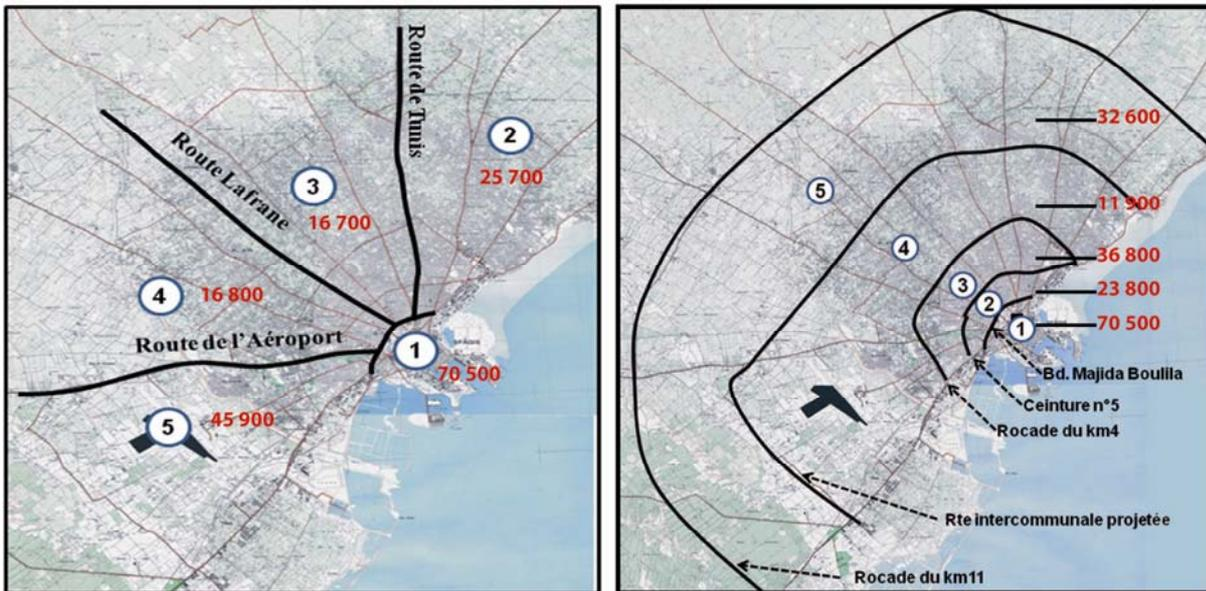 Route de Tunis
2
25 700
Route Lafrane
3
16 700
4
16 800
Route de l'Aéroport
1
70 500
45 900
5
32 600
5
11 900
4
36 800
3
23 800
2
70 500
1
Bd. Majida Boulila
Ceinture n°5
Rocade du km4
Rte intercommunale projetée
Rocade du km11